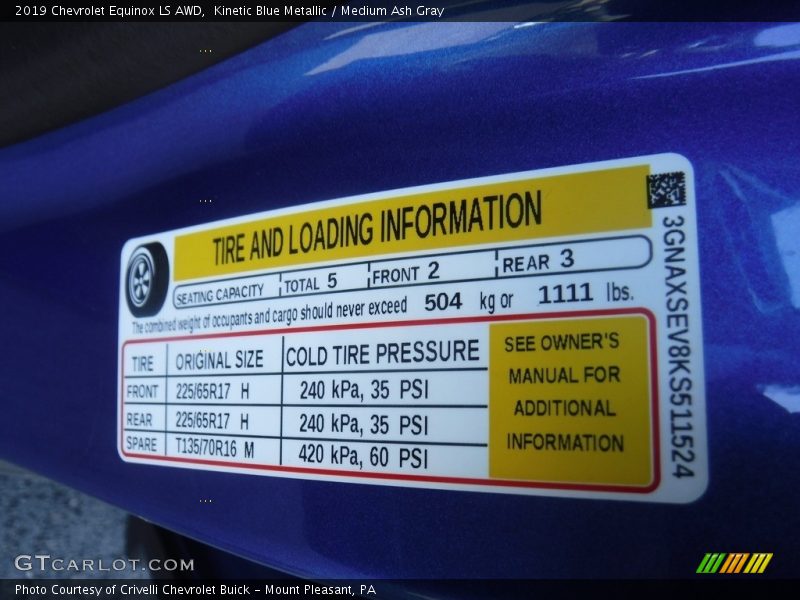 2019 Chevrolet Equinox LS AWD,  Kinetic Blue Metallic / Medium Ash Gray
TIRE AND LOADING INFORMATION
SEATING CAPACITY TOTAL 5 FRONT 2 REAR 3
The combined weight of occupants and cargo should never exceed 504 kg or 1111 lbs.
TIRE ORIGINAL SIZE COLD TIRE PRESSURE
FRONT 225/65R17 H 240 kPa, 35 PSI
REAR 225/65R17 H 240 kPa, 35 PSI
SPARE T135/70R16 M 420 kPa, 60 PSI
SEE OWNER'S
MANUAL FOR
ADDITIONAL
INFORMATION
3GNAXSEV8KS511524
GTCARLOT.COM
Photo Courtesy of Crivelli Chevrolet Buick – Mount Pleasant, PA